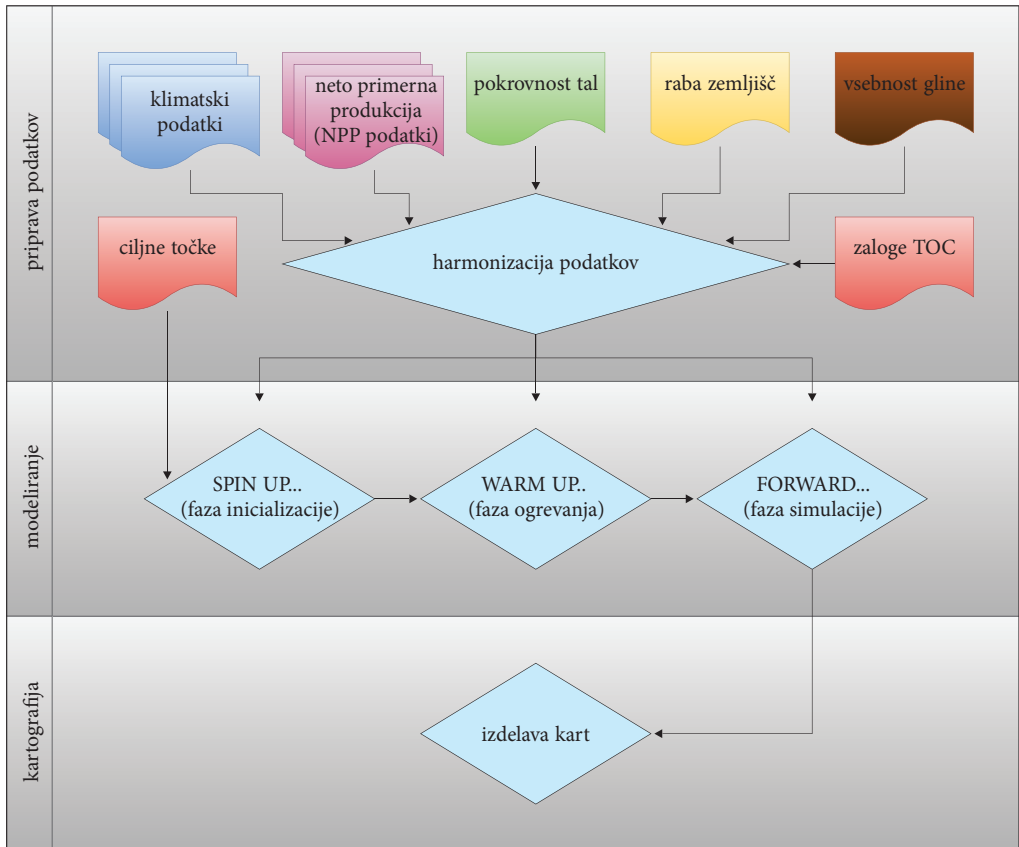 priprava podatkov
klimatski
podatki
neto primerna
produkcija
(NPP podatki)
pokrovnost tal
raba zemljišč
vsebnost gline
ciljne točke
harmonizacija podatkov
zaloge TOC
modeliranje
SPIN UP...
(faza inicializacije)
WARM UP..
(faza ogrevanja)
FORWARD...
(faza simulacije)
kartografija
izdelava kart